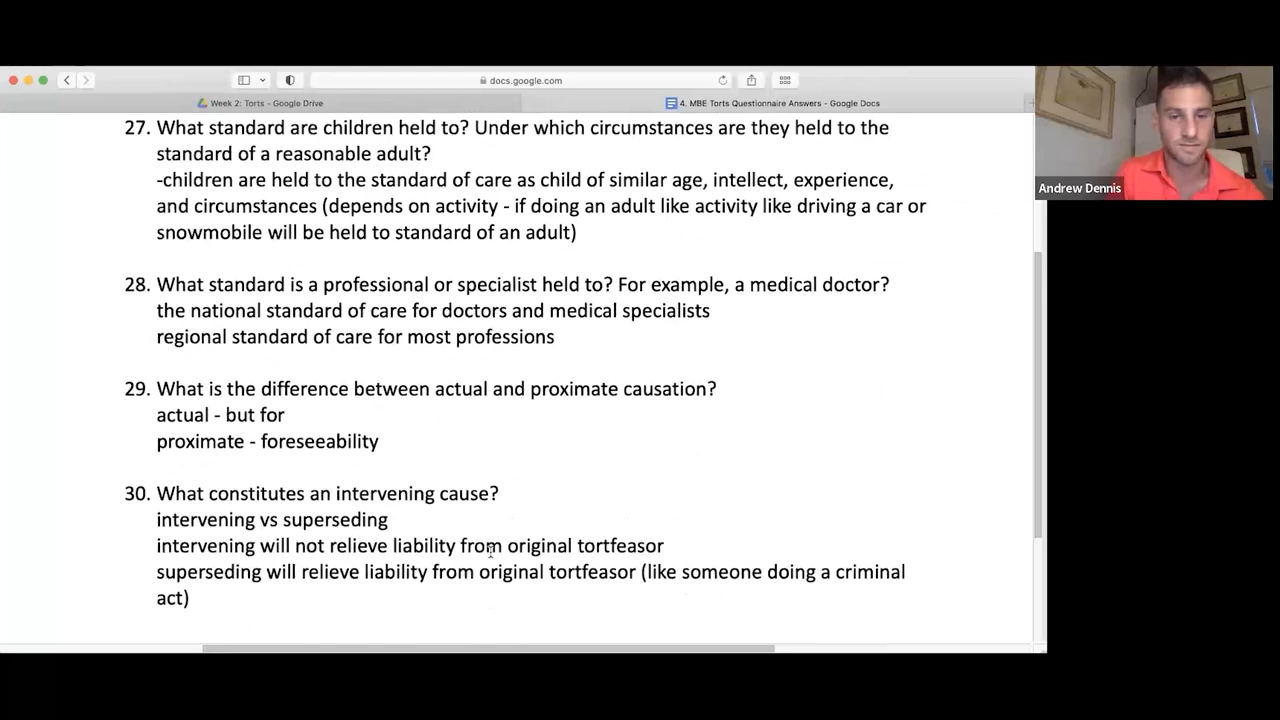 docs.google.com
Week 2: Torts - Google Drive
4. MBE Torts Questionnaire Answers - Google Docs
Andrew Dennis
27. What standard are children held to? Under which circumstances are they held to the
standard of a reasonable adult?
-children are held to the standard of care as child of similar age, intellect, experience,
and circumstances (depends on activity - if doing an adult like activity like driving a car or
snowmobile will be held to standard of an adult)
28. What standard is a professional or specialist held to? For example, a medical doctor?
the national standard of care for doctors and medical specialists
regional standard of care for most professions
29. What is the difference between actual and proximate causation?
actual - but for
proximate - foreseeability
30. What constitutes an intervening cause?
intervening vs superseding
intervening will not relieve liability from original tortfeasor
superseding will relieve liability from original tortfeasor (like someone doing a criminal
act)